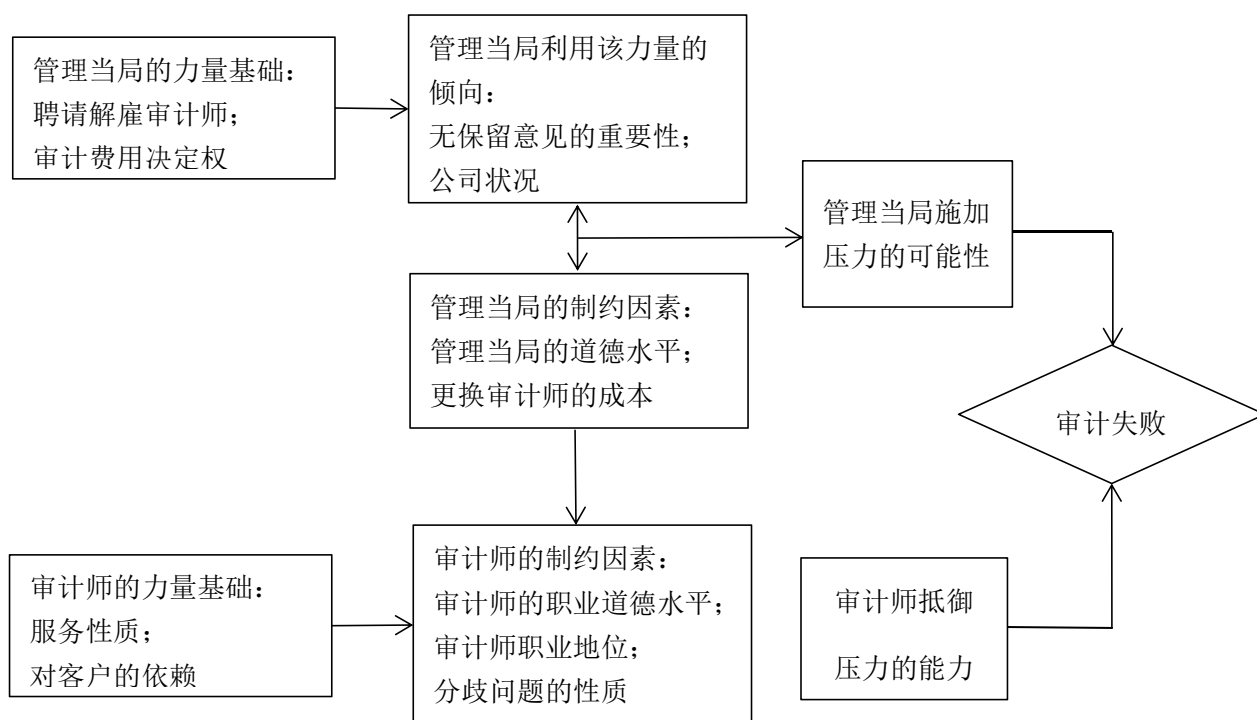 管理当局的力量基础：
聘请解雇审计师；
审计费用决定权
管理当局利用该力量的
倾向：
无保留意见的重要性；
公司状况
管理当局施加
压力的可能性
管理当局的制约因素：
管理当局的道德水平；
更换审计师的成本
审计失败
审计师的力量基础：
服务性质；
对客户的依赖
审计师的制约因素：
审计师的职业道德水平；
审计师职业地位；
分歧问题的性质
审计师抵御
压力的能力